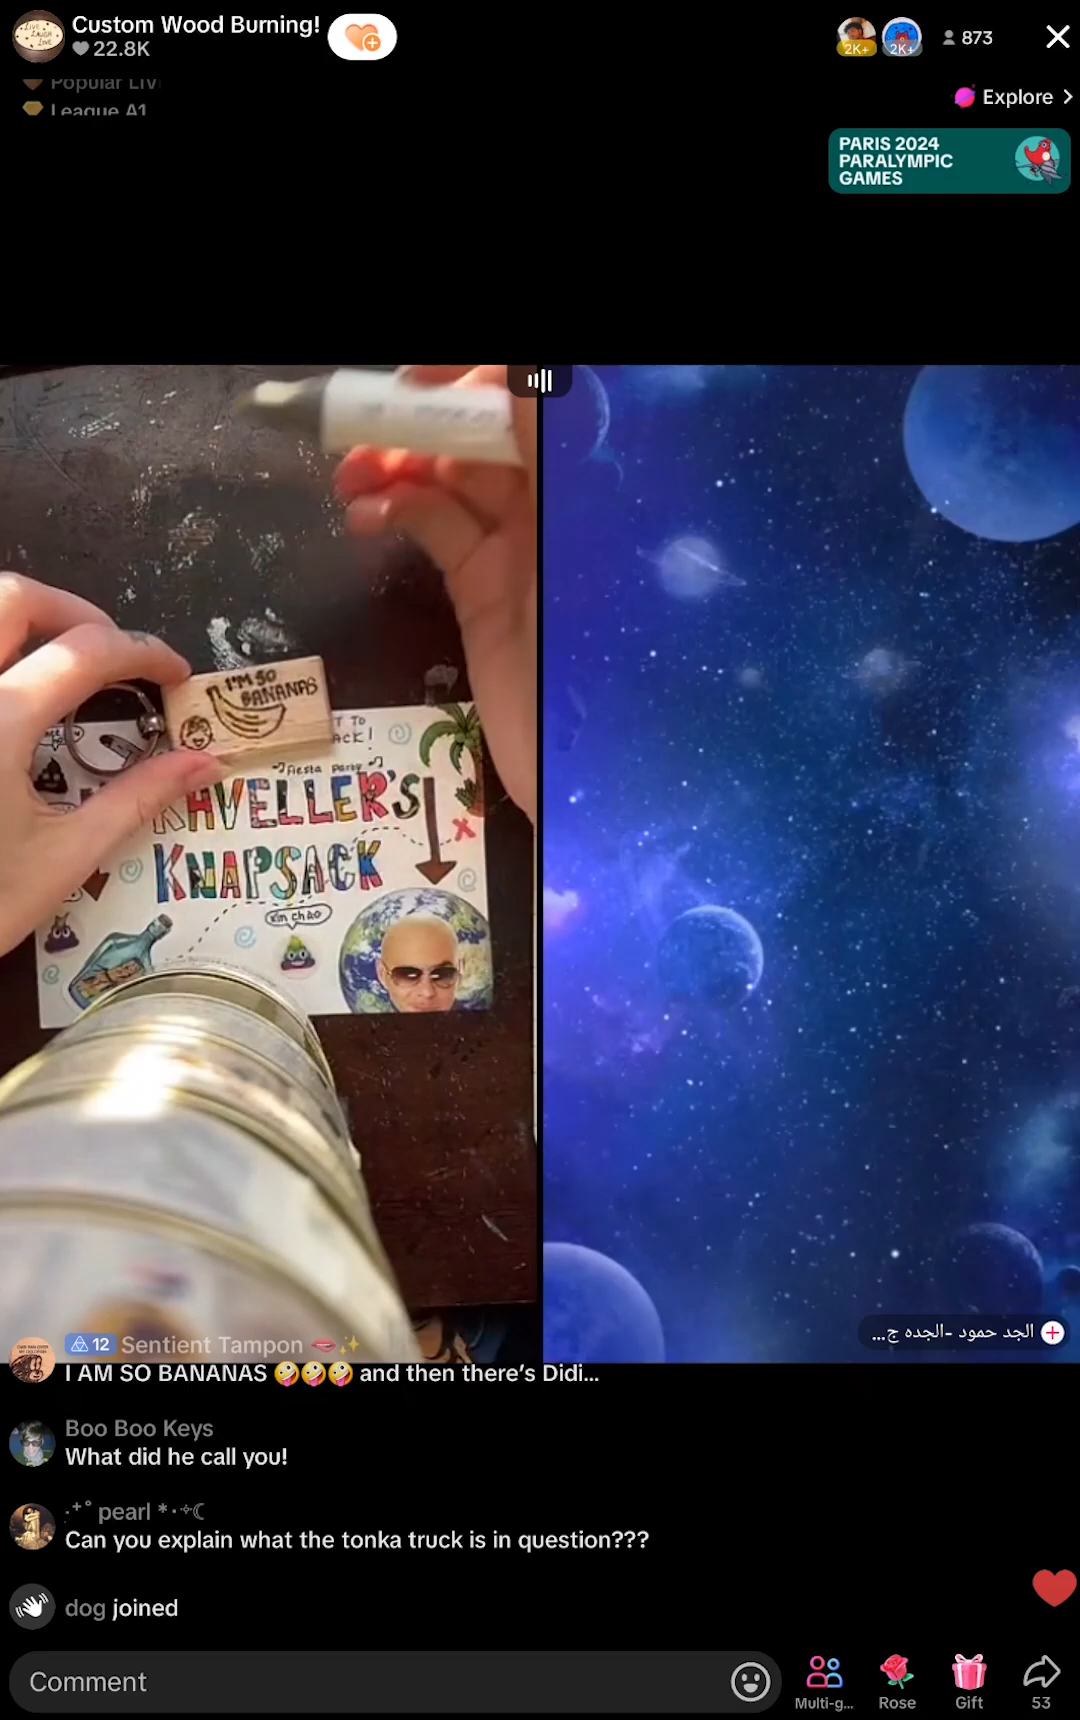 Custom Wood Burning!
22.8K
2K+
2K+
873
Popular LIV
League A1
Explore
PARIS 2024
PARALYMPIC
GAMES
I'M SO
BANANAS
T TO
ACK!
Fiesta Party
RAVELLER'S
KNAPSACK
xin chào
الجد حمود -الجده ج...
12 Sentient Tampon 🫦✨
I AM SO BANANAS 🤪🤪🤪 and then there's Didi...
Boo Boo Keys
What did he call you!
pearl
Can you explain what the tonka truck is in question???
dog joined
Comment
Multi-g...
Rose
Gift
53